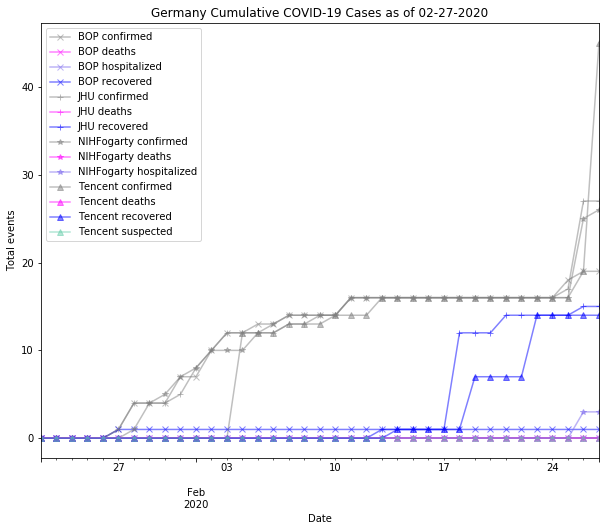 Germany Cumulative COVID-19 Cases as of 02-27-2020
BOP confirmed
BOP deaths
BOP hospitalized
BOP recovered
JHU confirmed
JHU deaths
JHU recovered
NIHFogarty confirmed
NIHFogarty deaths
NIHFogarty hospitalized
Tencent confirmed
Tencent deaths
Tencent recovered
Tencent suspected
Total events
40
30
20
10
0
27
03
10
17
24
Feb
2020
Date